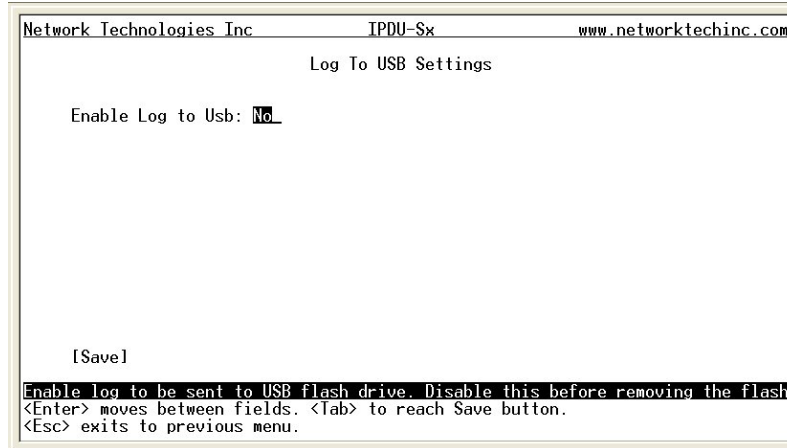 Network Technologies Inc IPDU-Sx www.networktechinc.com
Log To USB Settings
Enable Log to Usb: No_
[Save]
Enable log to be sent to USB flash drive. Disable this before removing the flash
<Enter> moves between fields. <Tab> to reach Save button.
<Esc> exits to previous menu.